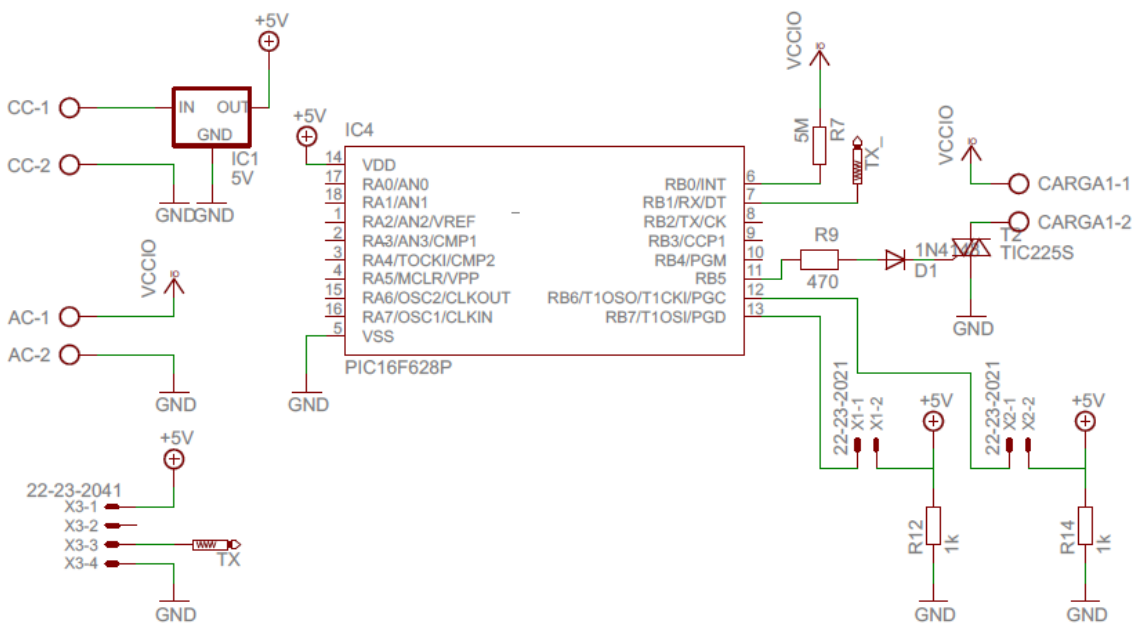 +5V
CC-1
IN
OUT
GND
IC1
5V
CC-2
GND
GND
VCCIO
AC-1
AC-2
GND
+5V
22-23-2041
X3-1
X3-2
X3-3
X3-4
TX
GND
+5V
IC4
14 VDD
17 RA0/AN0
18 RA1/AN1
1 RA2/AN2/VREF
2 RA3/AN3/CMP1
3 RA4/TOCKI/CMP2
4 RA5/MCLR/VPP
15 RA6/OSC2/CLKOUT
16 RA7/OSC1/CLKIN
5 VSS
RB0/INT 6
RB1/RX/DT 7
RB2/TX/CK 8
RB3/CCP1 9
RB4/PGM 10
RB5 11
RB6/T1OSO/T1CKI/PGC 12
RB7/T1OSI/PGD 13
PIC16F628P
GND
VCCIO
5M
R7
TX_
VCCIO
CARGA1-1
CARGA1-2
T2
TIC225S
R9
470
1N4148
D1
GND
22-23-2021
X1-1
X1-2
+5V
R12
1k
GND
22-23-2021
X2-1
X2-2
+5V
R14
1k
GND